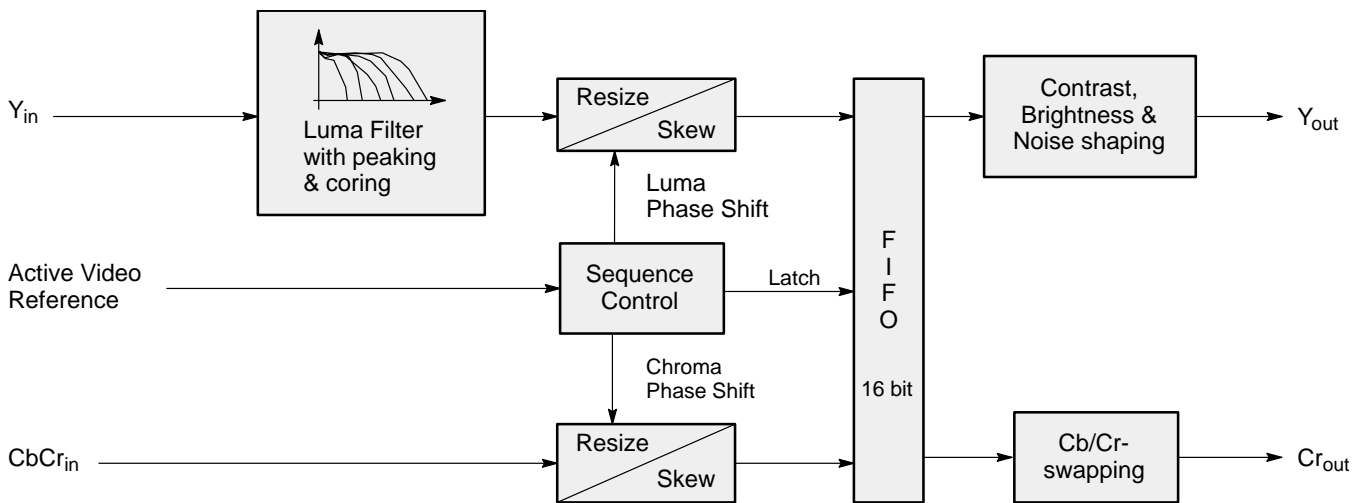 Y_in
Luma Filter
with peaking
& coring
Resize
Skew
Luma
Phase Shift
Contrast,
Brightness &
Noise shaping
Y_out
Active Video
Reference
Sequence
Control
Latch
F
I
F
O
16 bit
Chroma
Phase Shift
CbCr_in
Resize
Skew
Cb/Cr-
swapping
Cr_out